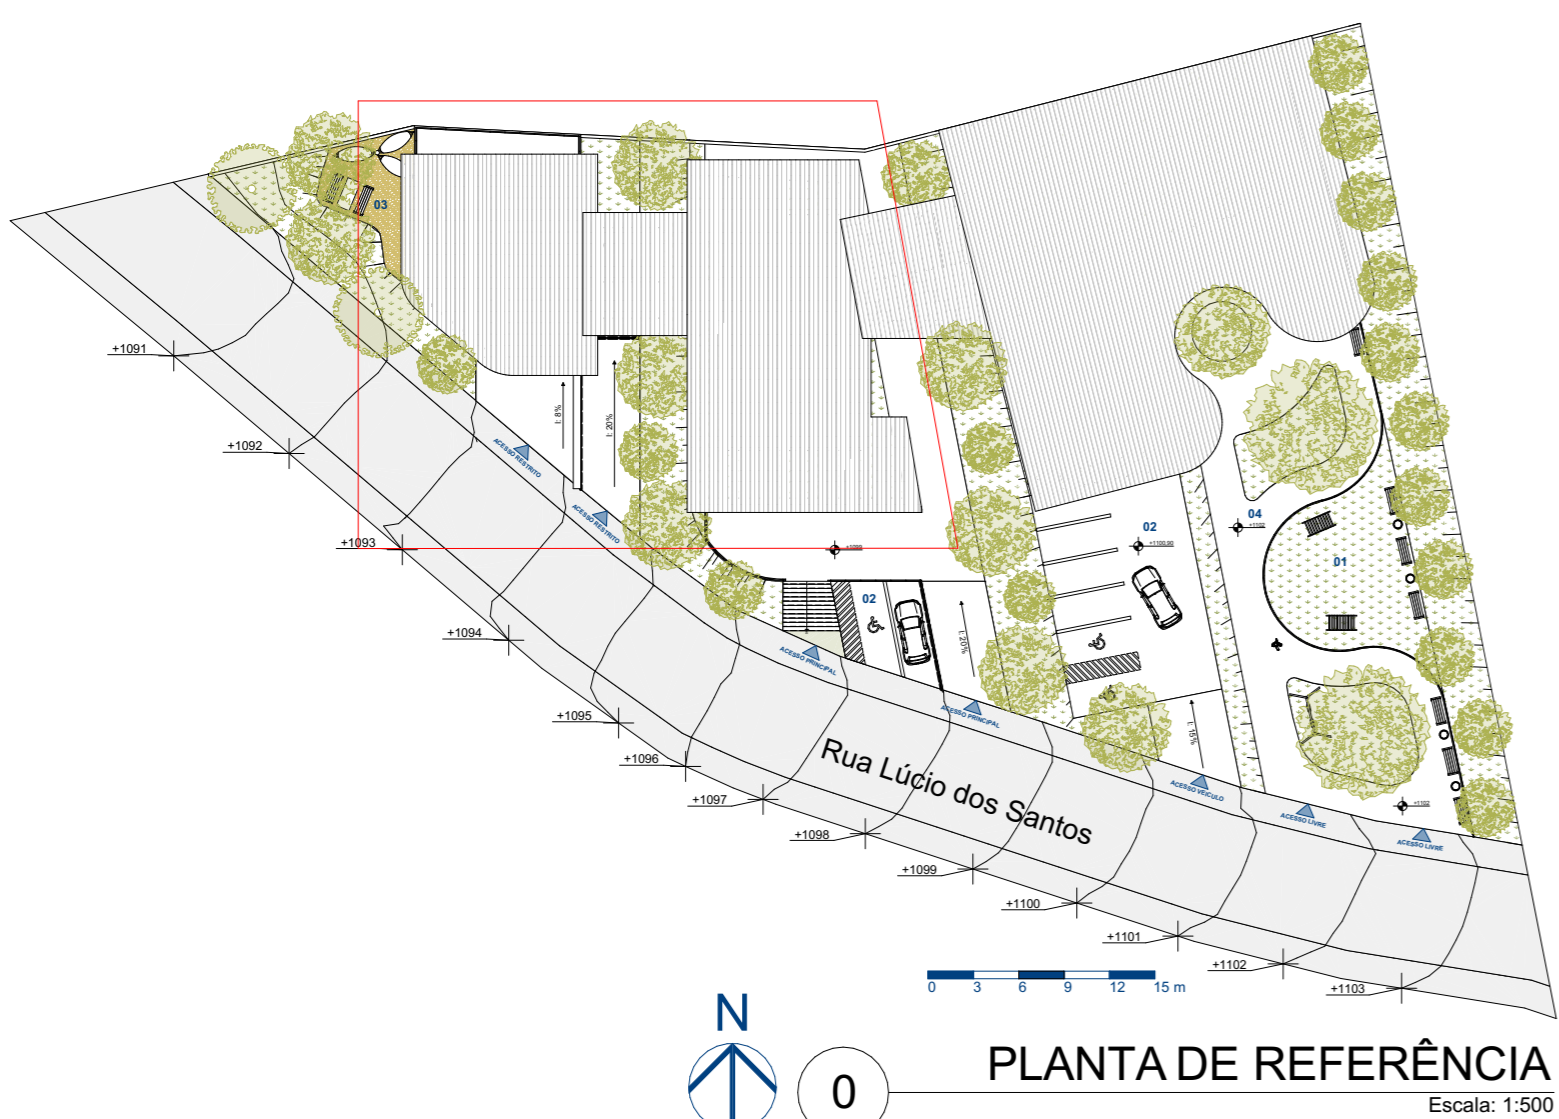 03
+1091
I: 8%
I: 20%
+1092
ACESSO RESTRITO
ACESSO RESTRITO
04
+1102
02
+1100,90
+1093
01
02
+1094
I: 20%
ACESSO PRINCIPAL
+1095
ACESSO PRINCIPAL
I: 15%
+1096
Rua Lúcio dos Santos
ACESSO VEÍCULO
+1097
+1102
ACESSO LIVRE
+1098
ACESSO LIVRE
+1099
+1100
+1101
+1102
0 3 6 9 12 15 m
+1103
N
PLANTA DE REFERÊNCIA
0
Escala: 1:500